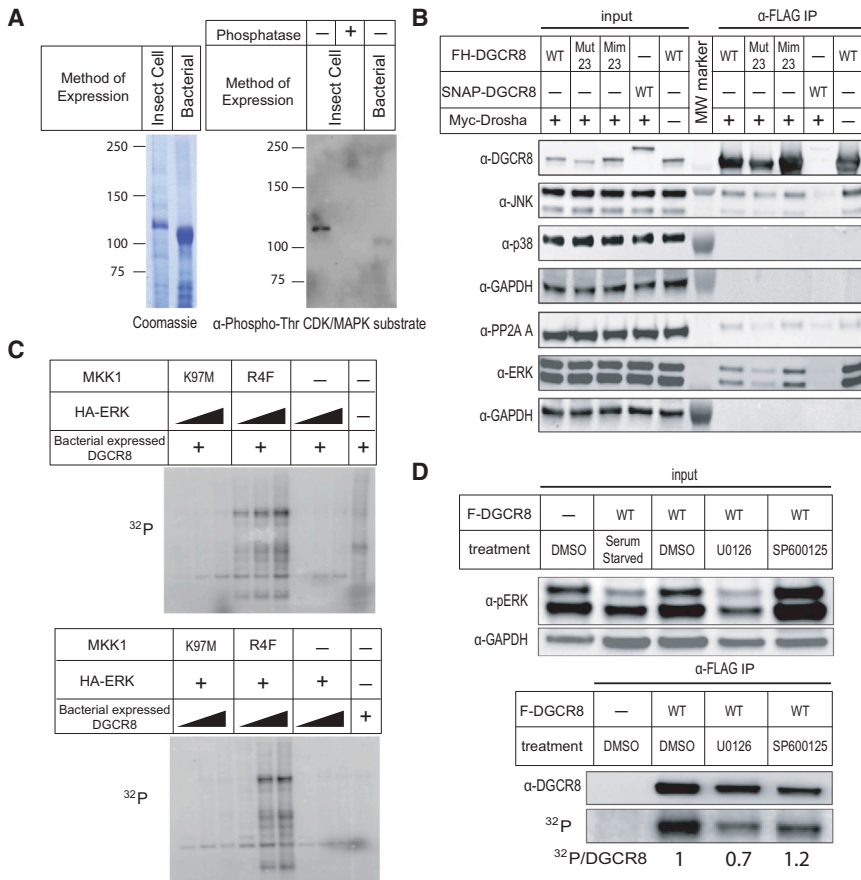 A
Phosphatase − + −
Method of Expression Insect Cell Bacterial
Method of Expression Insect Cell Bacterial
250
150
100
75
250
150
100
75
Coomassie
α-Phospho-Thr CDK/MAPK substrate
B
input α-FLAG IP
FH-DGCR8 WT Mut 23 Mim 23 — WT MW marker WT Mut 23 Mim 23 — WT
SNAP-DGCR8 — — — WT — — — — WT —
Myc-Drosha + + + + — + + + + —
α-DGCR8
α-JNK
α-p38
α-GAPDH
α-PP2A A
α-ERK
α-GAPDH
C
MKK1 K97M R4F — —
HA-ERK —
Bacterial expressed DGCR8 + + + +
32P
MKK1 K97M R4F — —
HA-ERK + + + —
Bacterial expressed DGCR8 +
32P
D
input
F-DGCR8 — WT WT WT WT
treatment DMSO Serum Starved DMSO U0126 SP600125
α-pERK
α-GAPDH
α-FLAG IP
F-DGCR8 — WT WT WT
treatment DMSO DMSO U0126 SP600125
α-DGCR8
32P
32P/DGCR8 1 0.7 1.2